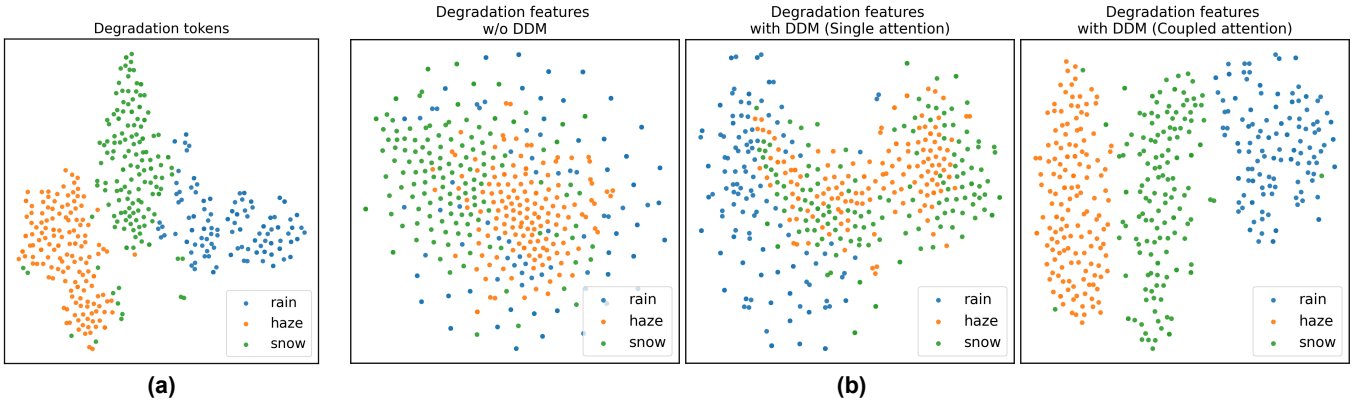 Degradation tokens
rain
haze
snow
(a)
Degradation features
w/o DDM
rain
haze
snow
Degradation features
with DDM (Single attention)
rain
haze
snow
Degradation features
with DDM (Coupled attention)
rain
haze
snow
(b)